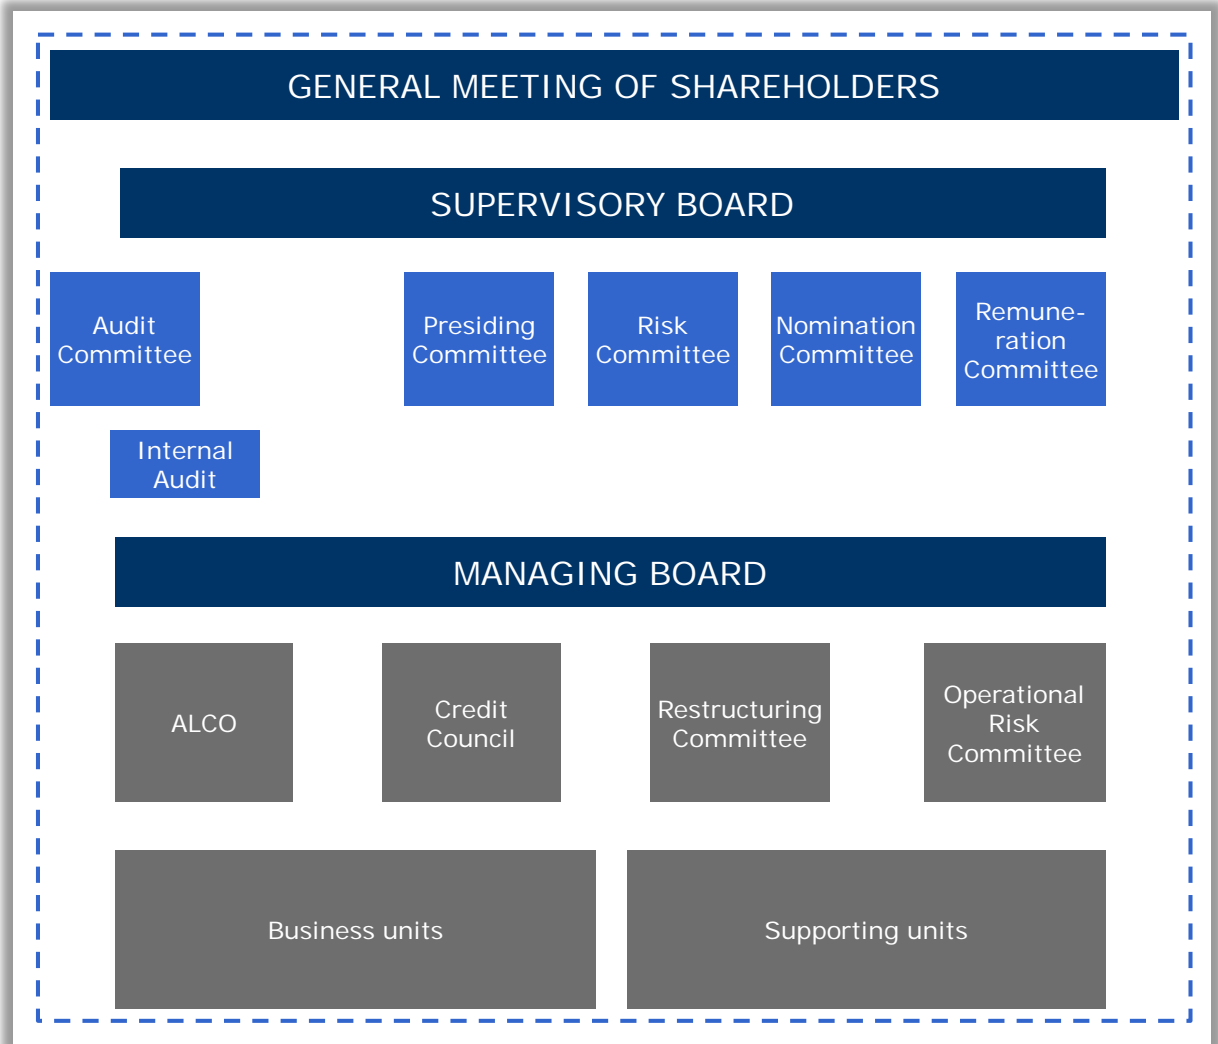 GENERAL MEETING OF SHAREHOLDERS
SUPERVISORY BOARD
Audit
Committee
Presiding
Committee
Risk
Committee
Nomination
Committee
Remune-
ration
Committee
Internal
Audit
MANAGING BOARD
ALCO
Credit
Council
Restructuring
Committee
Operational
Risk
Committee
Business units
Supporting units